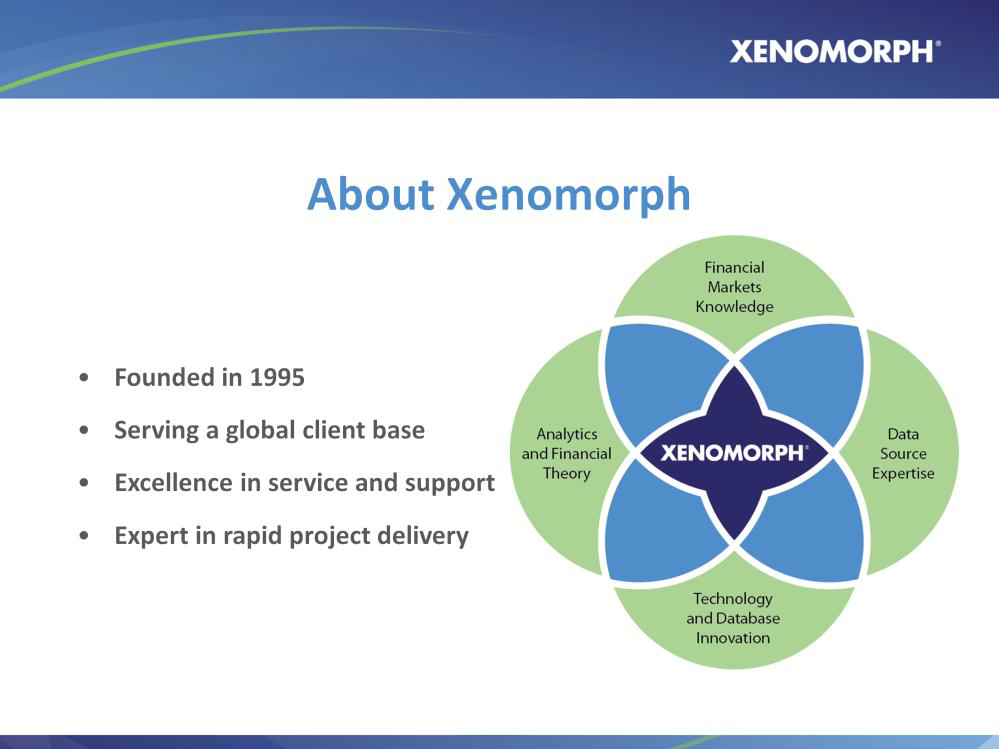 XENOMORPH®
About Xenomorph
• Founded in 1995
• Serving a global client base
• Excellence in service and support
• Expert in rapid project delivery
Financial
Markets
Knowledge
Analytics
and Financial
Theory
XENOMORPH®
Data
Source
Expertise
Technology
and Database
Innovation